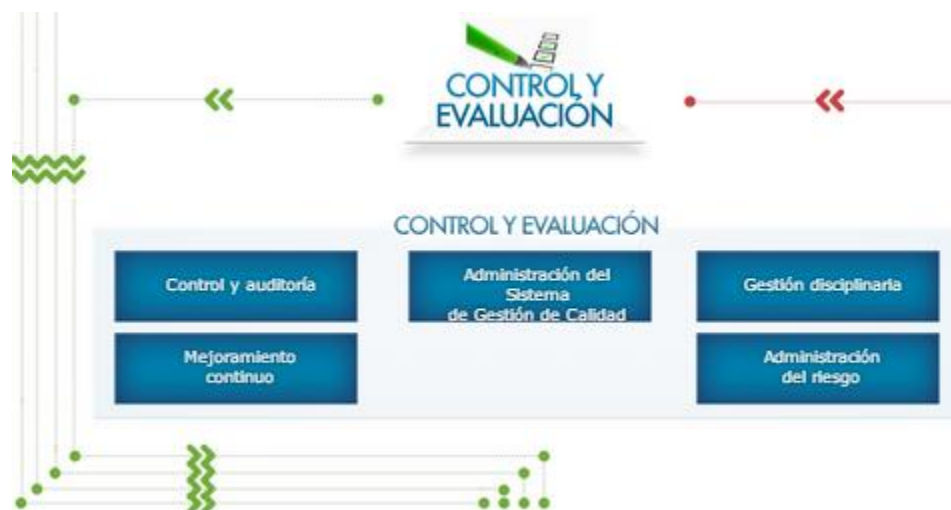 CONTROL Y
EVALUACIÓN
CONTROL Y EVALUACIÓN
Control y auditoría
Administración del
Sistema
de Gestión de Calidad
Gestión disciplinaria
Mejoramiento
continuo
Administración
del riesgo